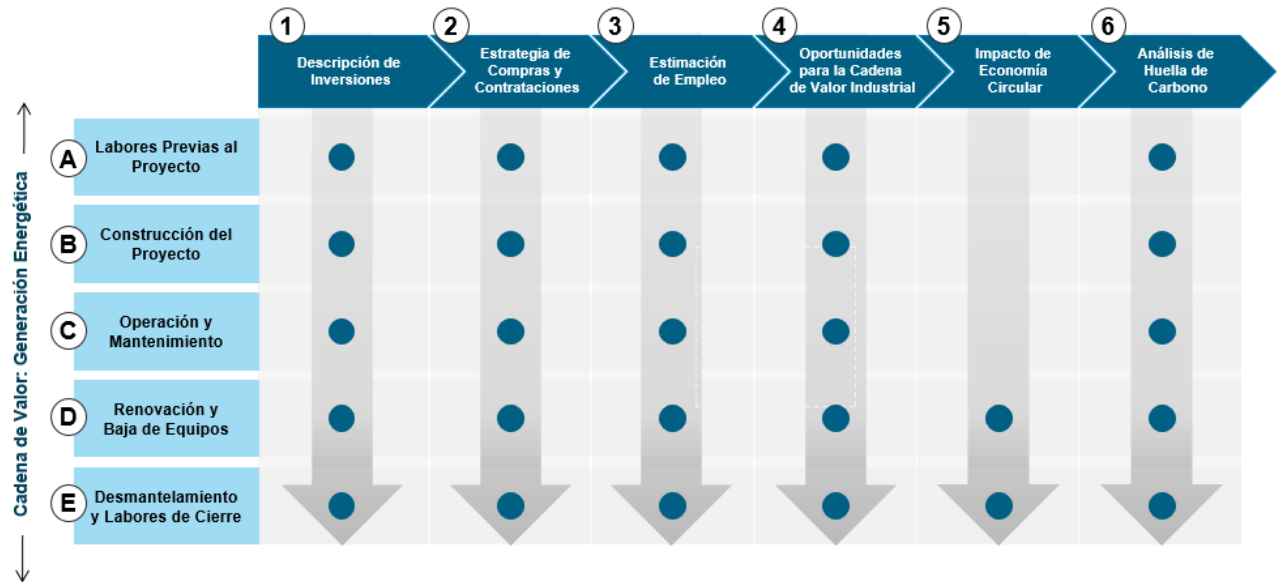 1
2
3
4
5
6
Descripción de
Inversiones
Estrategia de
Compras y
Contrataciones
Estimación
de Empleo
Oportunidades
para la Cadena
de Valor Industrial
Impacto de
Economía
Circular
Análisis de
Huella de
Carbono
Cadena de Valor: Generación Energética
A
Labores Previas al
Proyecto
B
Construcción del
Proyecto
C
Operación y
Mantenimiento
D
Renovación y
Baja de Equipos
E
Desmantelamiento
y Labores de Cierre